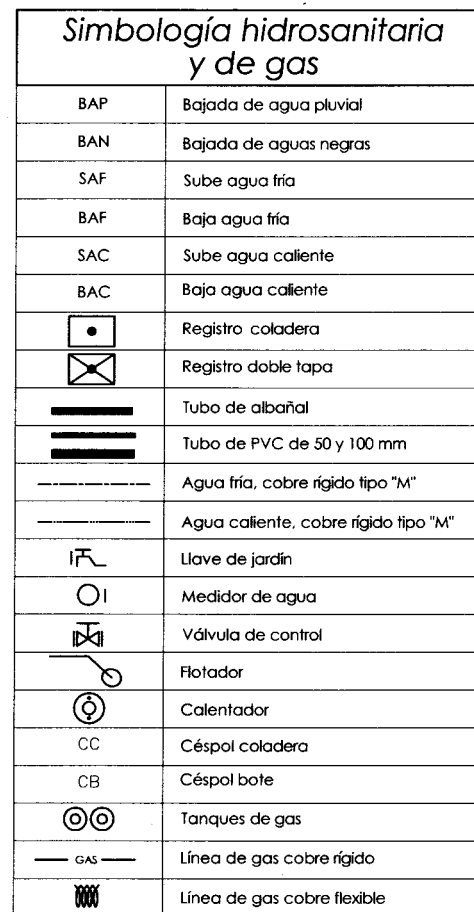 Simbología hidrosanitaria
y de gas
BAP Bajada de agua pluvial
BAN Bajada de aguas negras
SAF Sube agua fría
BAF Baja agua fría
SAC Sube agua caliente
BAC Baja agua caliente
Registro coladera
Registro doble tapa
Tubo de albañal
Tubo de PVC de 50 y 100 mm
Agua fría, cobre rígido tipo "M"
Agua caliente, cobre rígido tipo "M"
Llave de jardín
Medidor de agua
Válvula de control
Flotador
Calentador
CC Céspol coladera
CB Céspol bote
Tanques de gas
GAS Línea de gas cobre rígido
Línea de gas cobre flexible